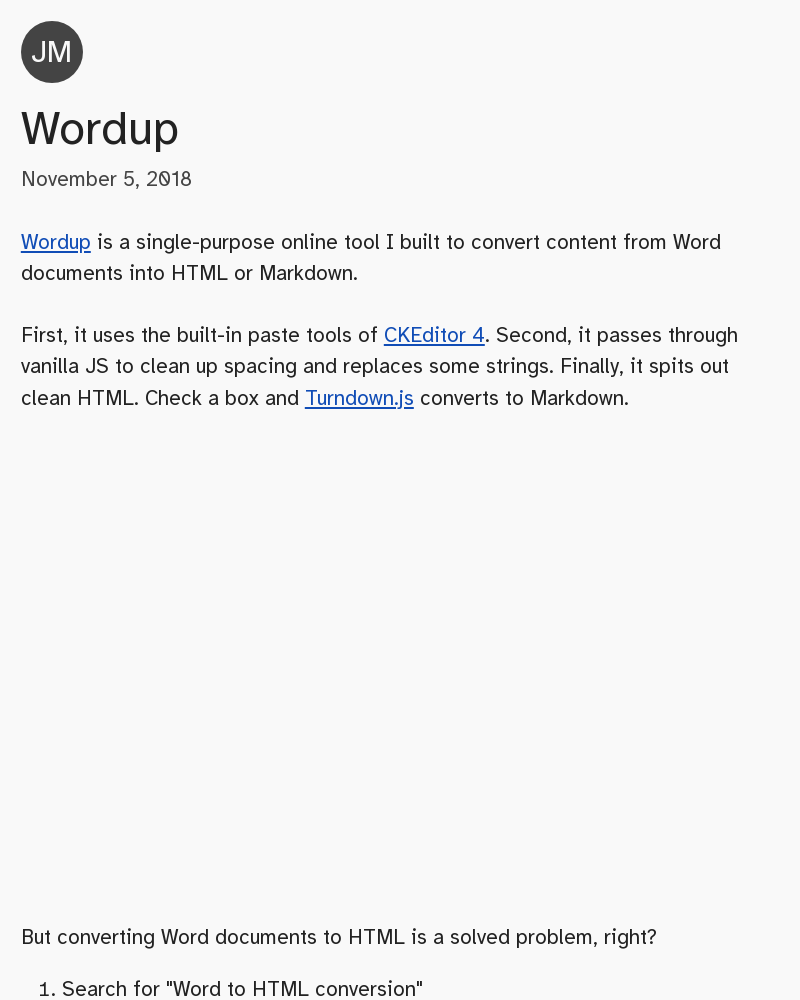 JM
Wordup
November 5, 2018
Wordup is a single-purpose online tool I built to convert content from Word
documents into HTML or Markdown.
First, it uses the built-in paste tools of CKEditor 4. Second, it passes through
vanilla JS to clean up spacing and replaces some strings. Finally, it spits out
clean HTML. Check a box and Turndown.js converts to Markdown.
But converting Word documents to HTML is a solved problem, right?
1. Search for "Word to HTML conversion"